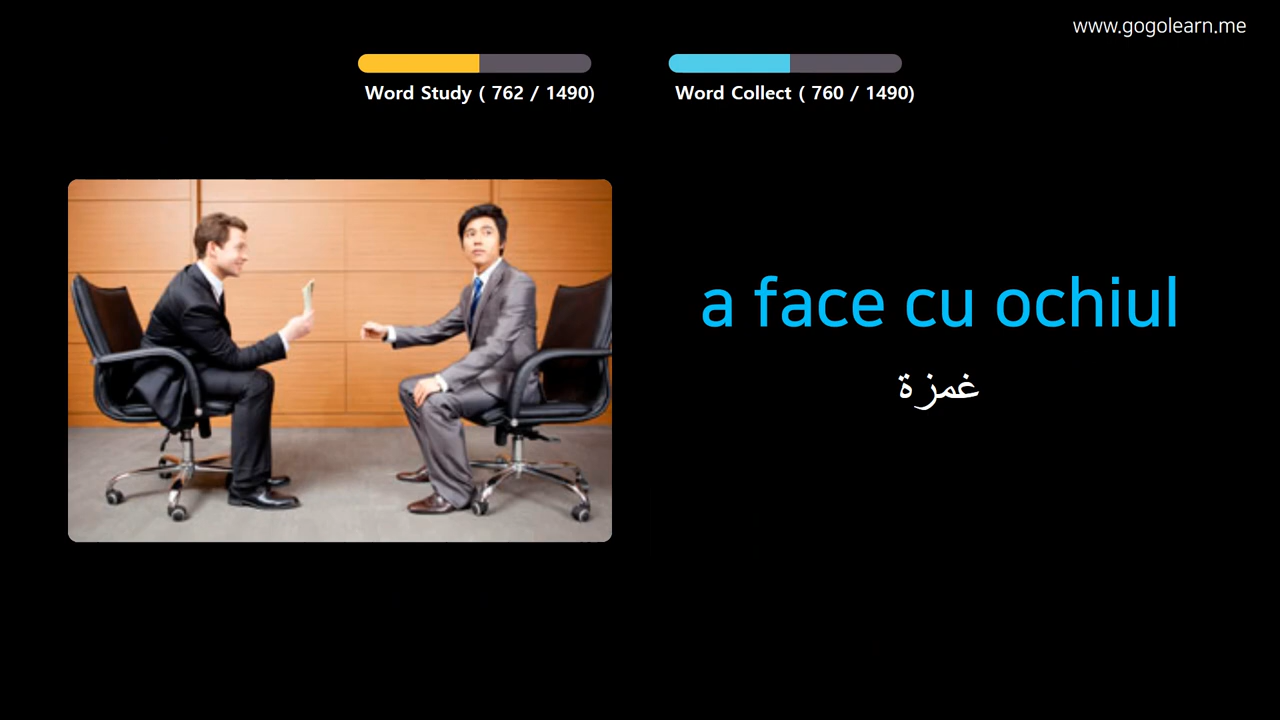 www.gogolearn.me
Word Study ( 762 / 1490)
Word Collect ( 760 / 1490)
a face cu ochiul
غمزة